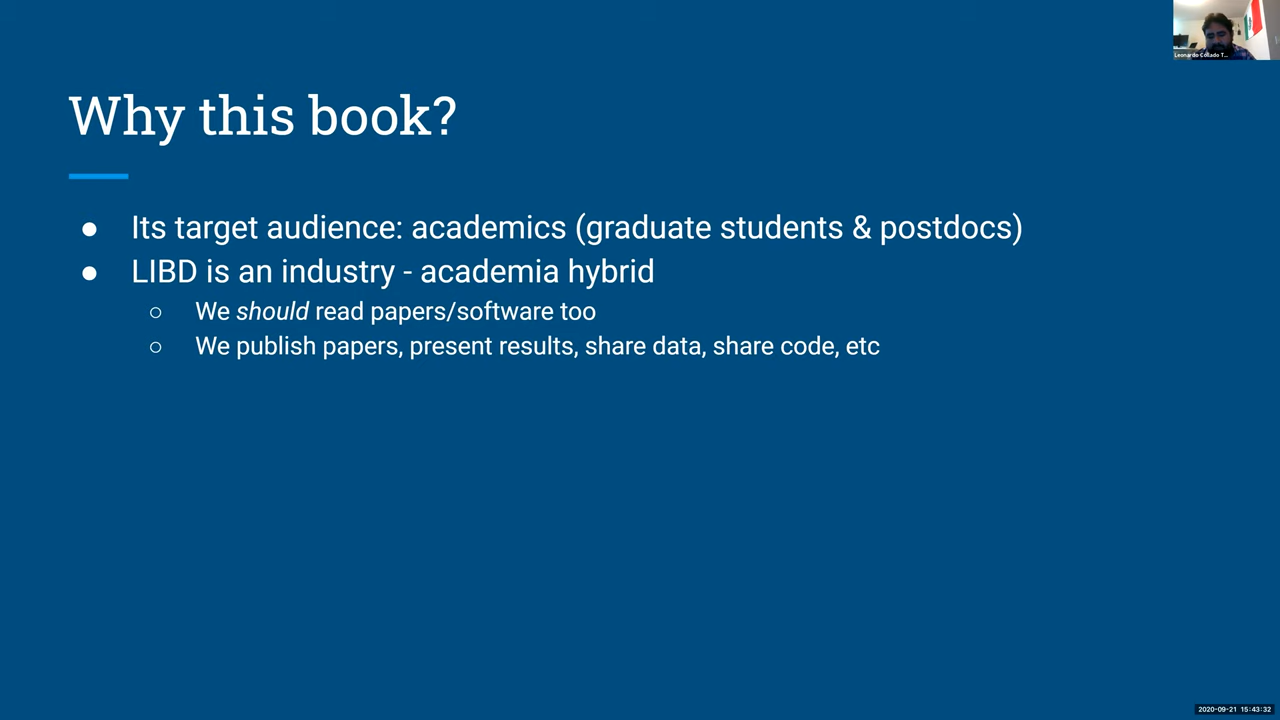 Leonardo Collado T...
Why this book?
● Its target audience: academics (graduate students & postdocs)
● LIBD is an industry - academia hybrid
○ We should read papers/software too
○ We publish papers, present results, share data, share code, etc
2020-09-21 15:43:32